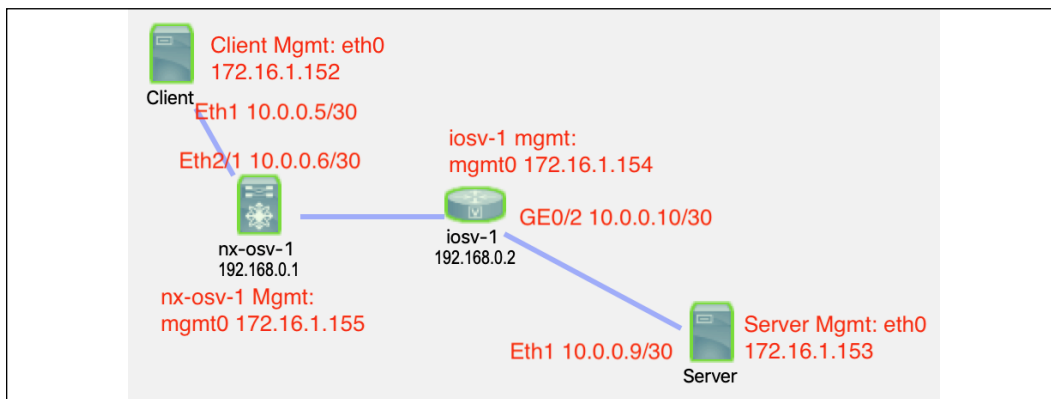 Client Mgmt: eth0
172.16.1.152
Client
Eth1 10.0.0.5/30
iosv-1 mgmt:
mgmt0 172.16.1.154
Eth2/1 10.0.0.6/30
GE0/2 10.0.0.10/30
nx-osv-1
192.168.0.1
iosv-1
192.168.0.2
nx-osv-1 Mgmt:
mgmt0 172.16.1.155
Server Mgmt: eth0
172.16.1.153
Eth1 10.0.0.9/30
Server